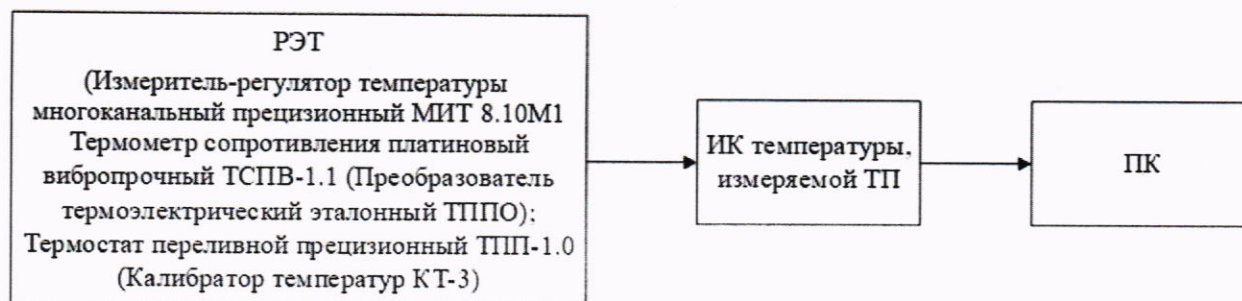 РЭТ
(Измеритель-регулятор температуры
многоканальный прецизионный МИТ 8.10М1
Термометр сопротивления платиновый
вибропрочный ТСПВ-1.1 (Преобразователь
термоэлектрический эталонный ТППО);
Термостат переливной прецизионный ТПП-1.0
(Калибратор температур КТ-3)
ИК температуры,
измеряемой ТП
ПК